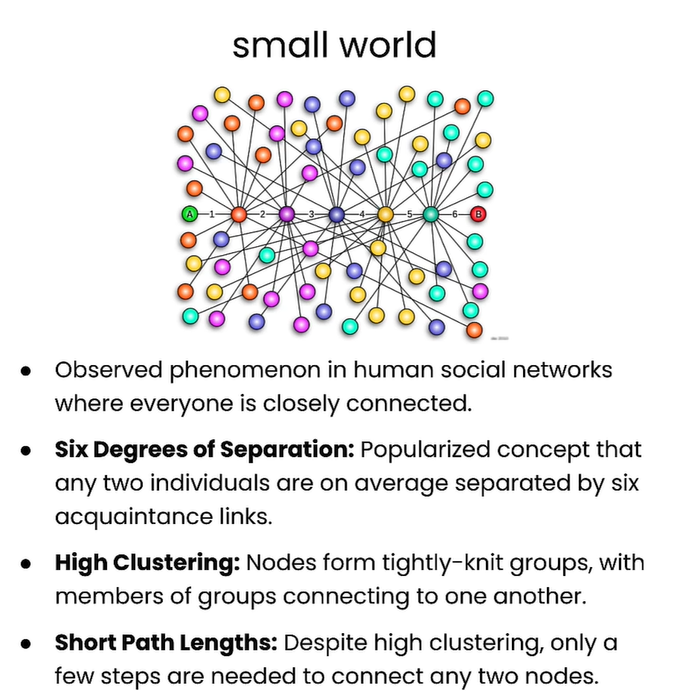 small world
A 1 2 3 4 5 6 B
● Observed phenomenon in human social networks
where everyone is closely connected.
● Six Degrees of Separation: Popularized concept that
any two individuals are on average separated by six
acquaintance links.
● High Clustering: Nodes form tightly-knit groups, with
members of groups connecting to one another.
● Short Path Lengths: Despite high clustering, only a
few steps are needed to connect any two nodes.